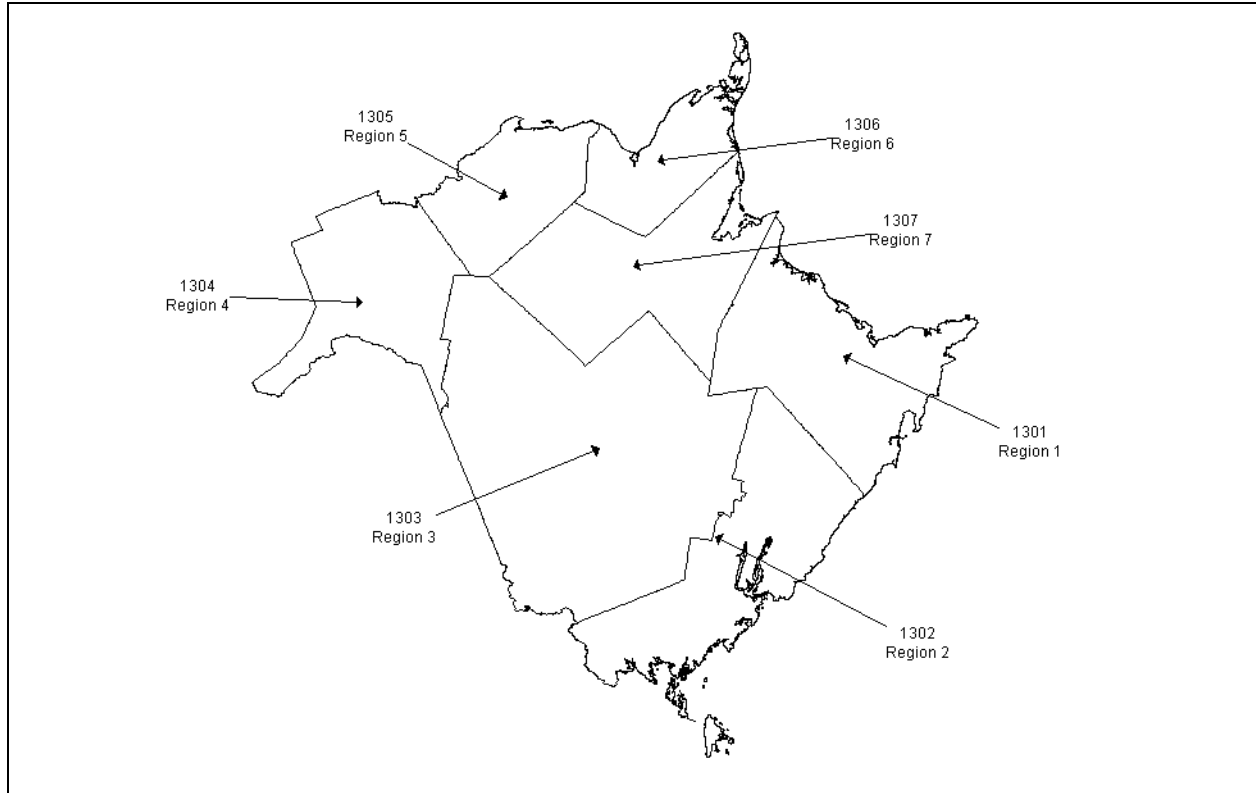 1305
Region 5
1306
Region 6
1307
Region 7
1304
Region 4
1301
Region 1
1303
Region 3
1302
Region 2